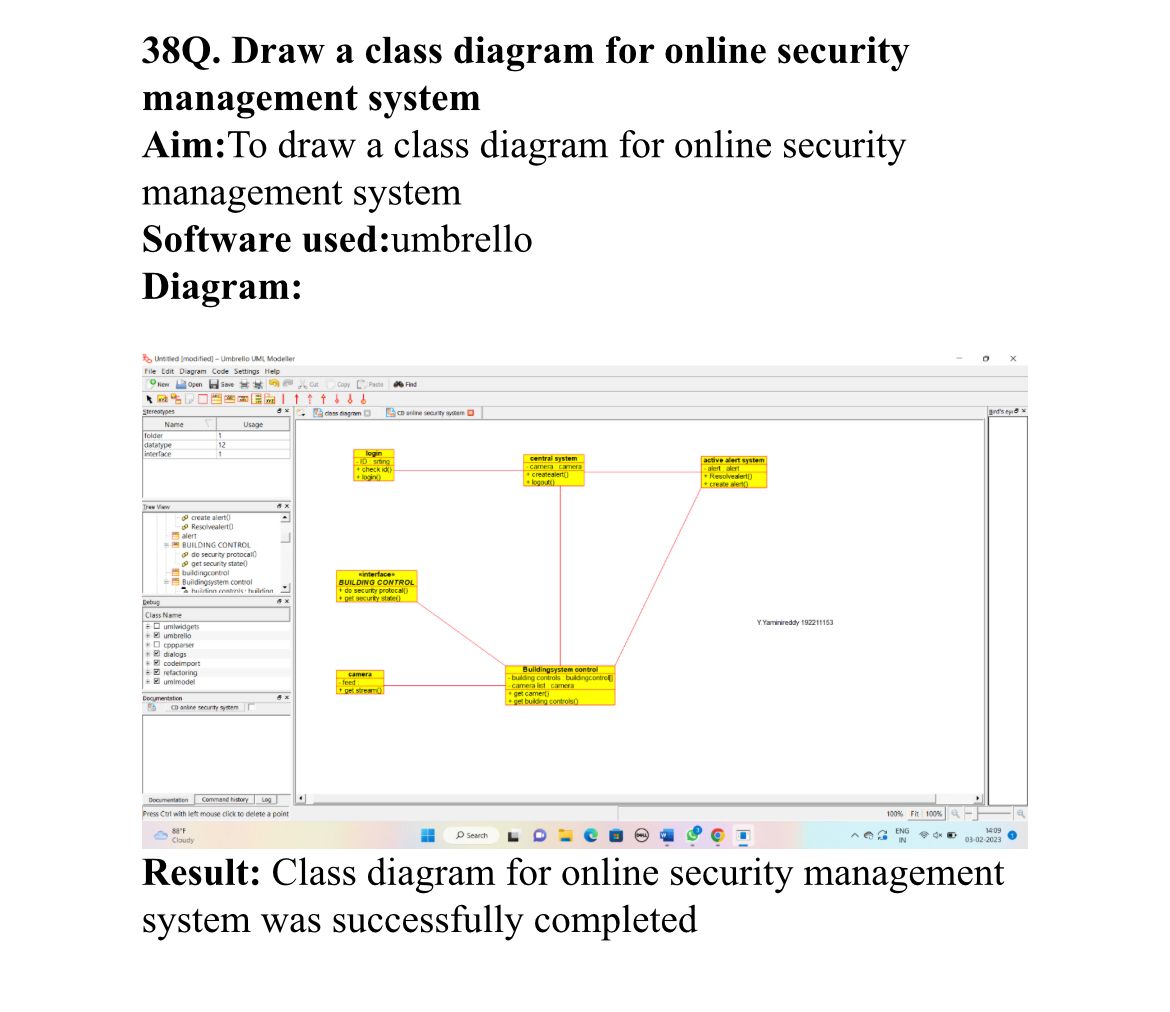 38Q. Draw a class diagram for online security
management system
Aim:To draw a class diagram for online security
management system
Software used:umbrello
Diagram:
Untitled [modified] – Umbrello UML Modeller
File Edit Diagram Code Settings Help
New Open Save Cut Copy Paste Find
Stereotypes
class diagram
CD online security system
Bird's eye
Name Usage
folder 1
datatype 12
interface 1
Tree View
create alert()
Resolvealert()
alert
BUILDING CONTROL
do security protocal()
get security state()
buildingcontrol
Buildingsystem control
building controls : building
Debug
Class Name
umlwidgets
umbrello
cppparser
dialogs
codeimport
refactoring
umlmodel
Documentation
CD online security system
Documentation Command history Log
Press Ctrl with left mouse click to delete a point
login
- ID : srting
+ check id()
+ login()
central system
- camera : camera
+ createalert()
+ logout()
active alert system
- alert : alert
+ Resolvealert()
+ create alert()
«interface»
BUILDING CONTROL
+ do security protocal()
+ get security state()
Y.Yaminireddy 192211153
camera
- feed :
+ get stream()
Buildingsystem control
- building controls : buildingcontrol[]
- camera list : camera
+ get camer()
+ get building controls()
100% Fit 100%
88°F
Cloudy
Search
DELL
ENG
IN
14:09
03-02-2023
1
Result: Class diagram for online security management
system was successfully completed